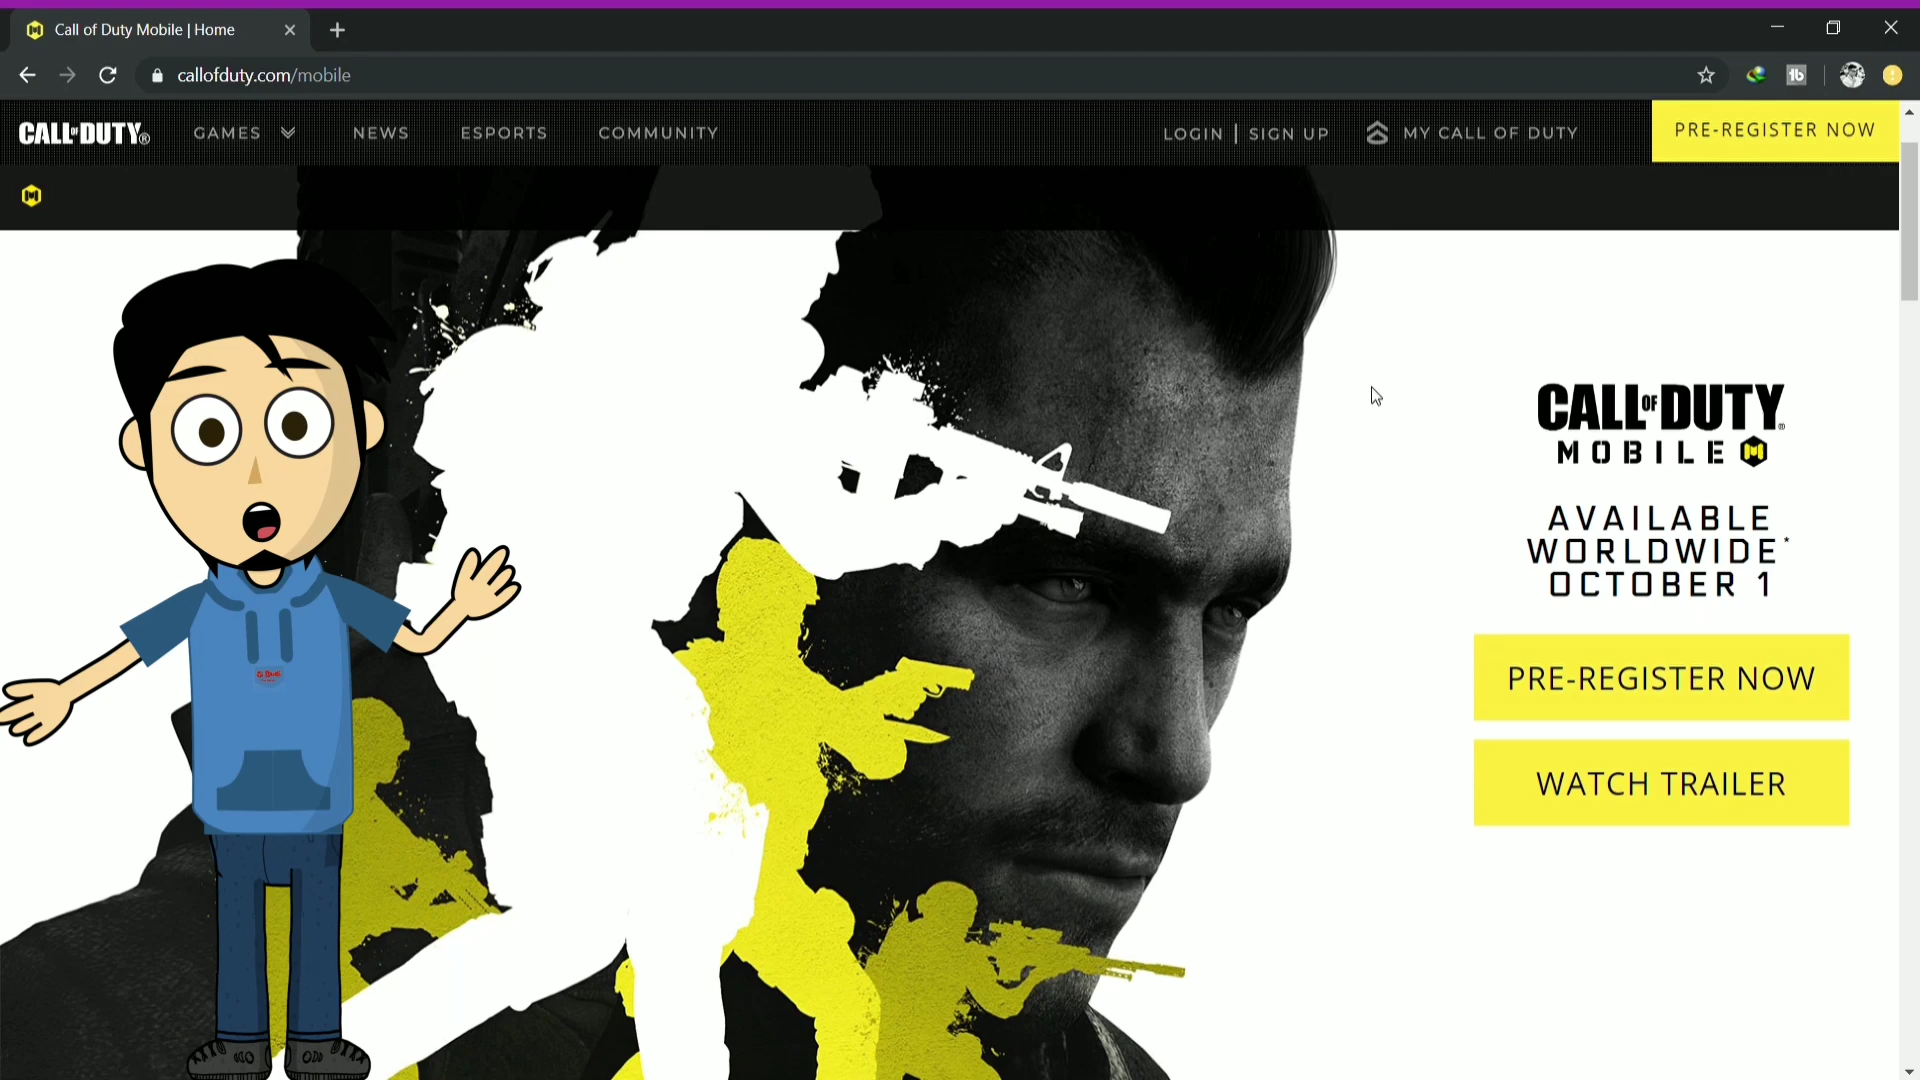 Call of Duty Mobile | Home
callofduty.com/mobile
CALL OF DUTY®
GAMES
NEWS
ESPORTS
COMMUNITY
LOGIN | SIGN UP
MY CALL OF DUTY
PRE-REGISTER NOW
CALL OF DUTY®
MOBILE
AVAILABLE
WORLDWIDE*
OCTOBER 1
PRE-REGISTER NOW
WATCH TRAILER